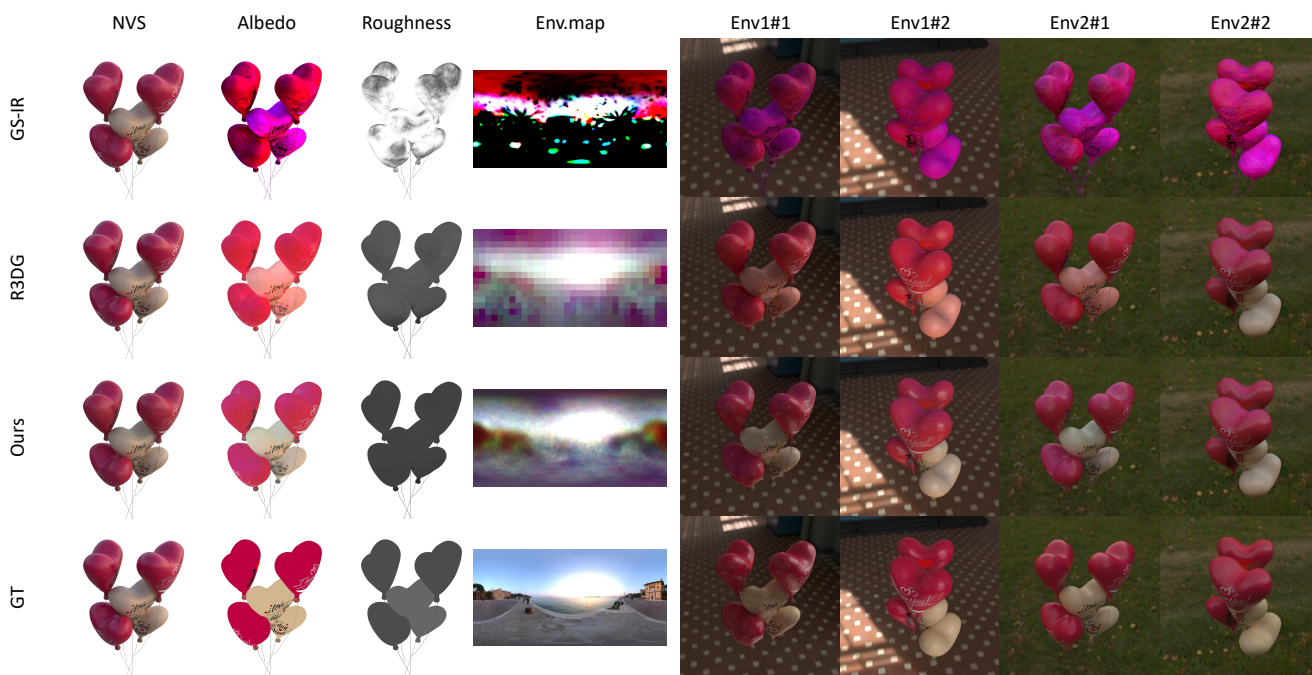 NVS Albedo Roughness Env.map Env1#1 Env1#2 Env2#1 Env2#2
GS-IR
R3DG
Ours
GT